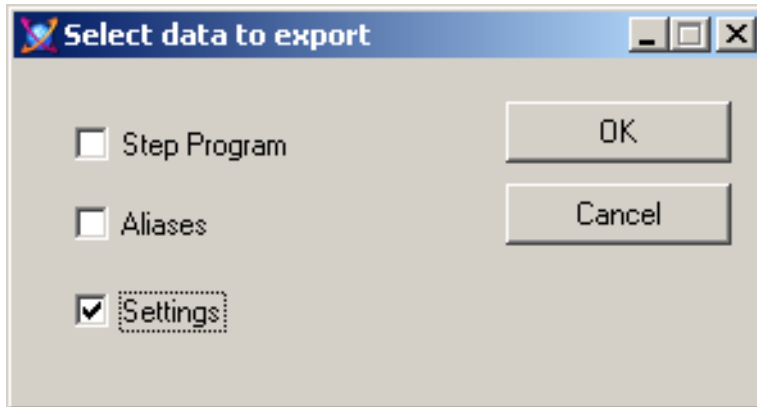 Select data to export
Step Program
OK
Aliases
Cancel
Settings